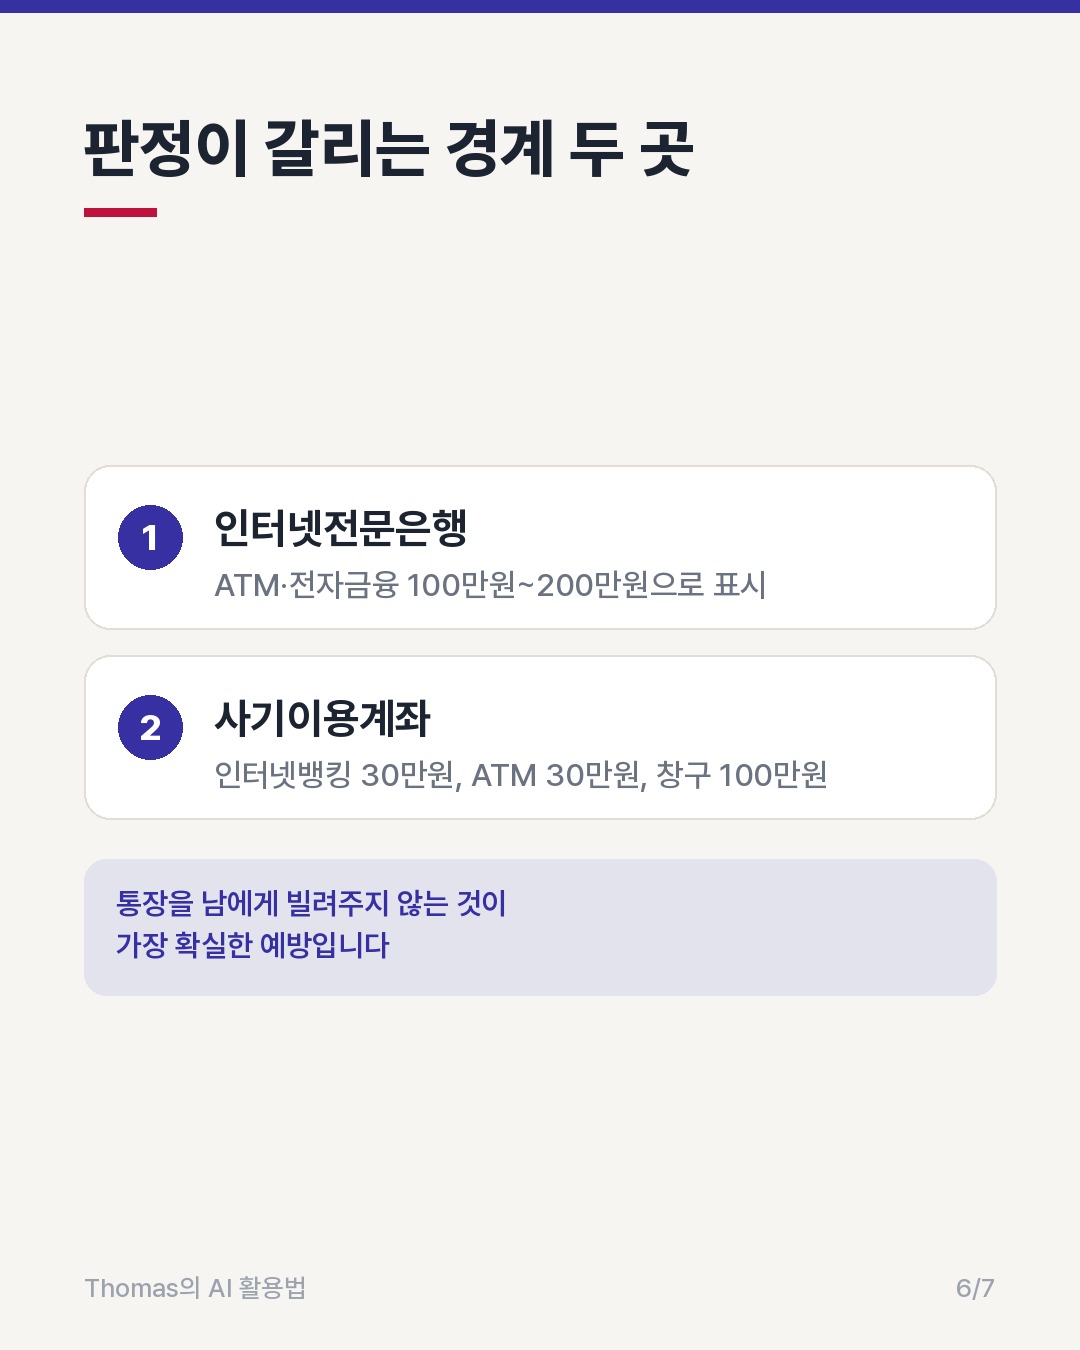 판정이 갈리는 경계 두 곳
1
인터넷전문은행
ATM·전자금융 100만원~200만원으로 표시
2
사기이용계좌
인터넷뱅킹 30만원, ATM 30만원, 창구 100만원
통장을 남에게 빌려주지 않는 것이
가장 확실한 예방입니다
Thomas의 AI 활용법
6/7